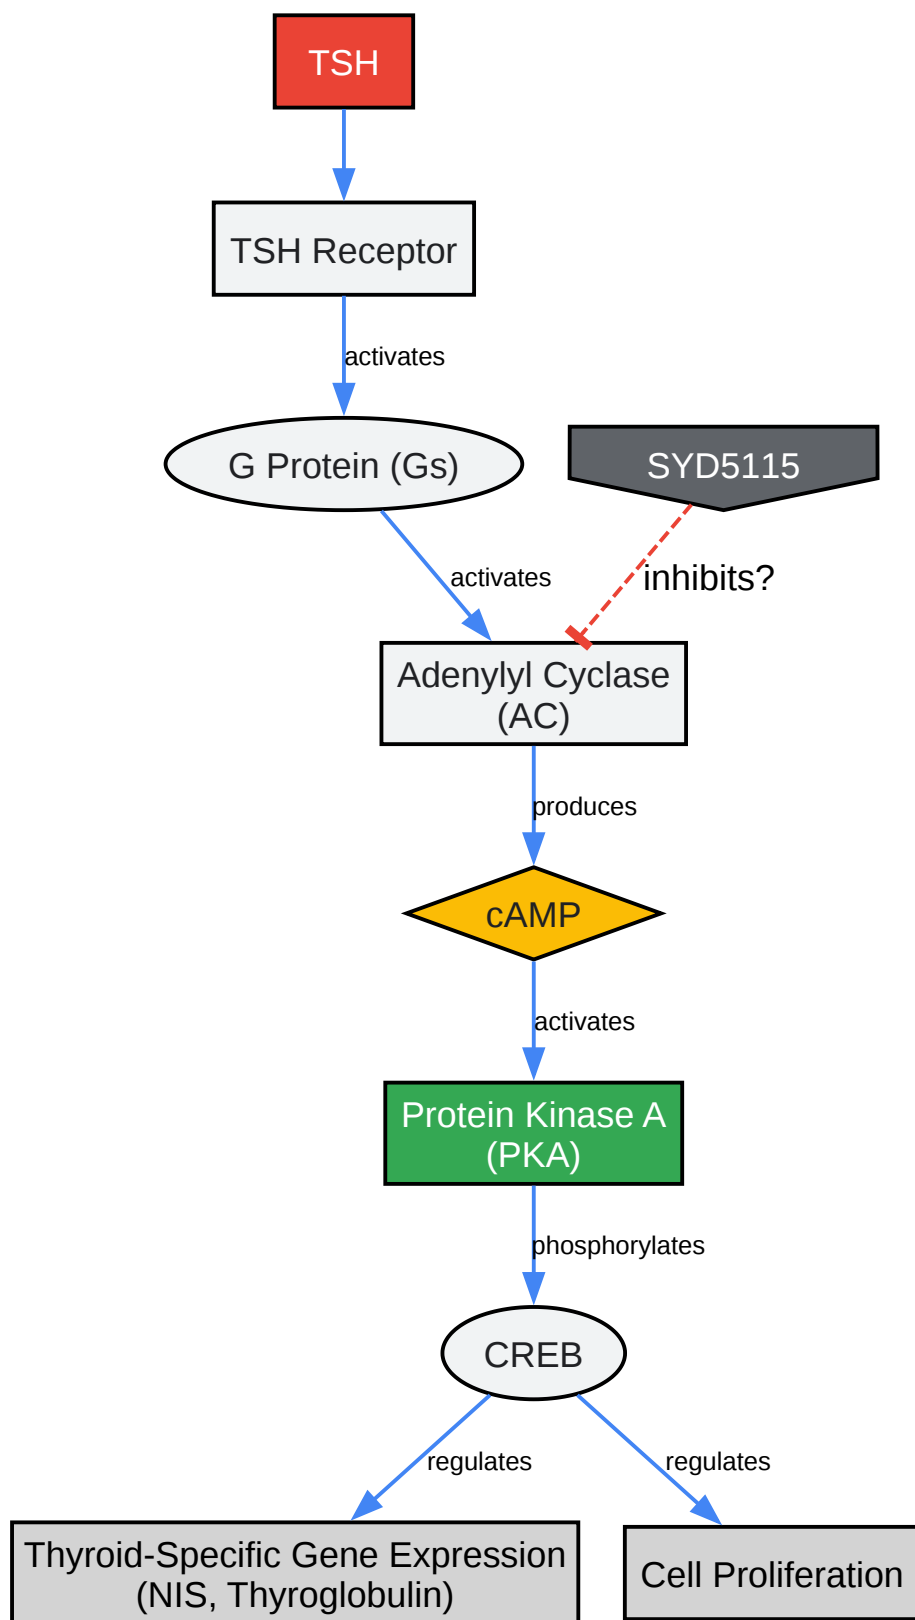 TSH
TSH Receptor
activates
G Protein (Gs)
SYD5115
activates
inhibits?
Adenylyl Cyclase
(AC)
produces
cAMP
activates
Protein Kinase A
(PKA)
phosphorylates
CREB
regulates
regulates
Thyroid-Specific Gene Expression
(NIS, Thyroglobulin)
Cell Proliferation